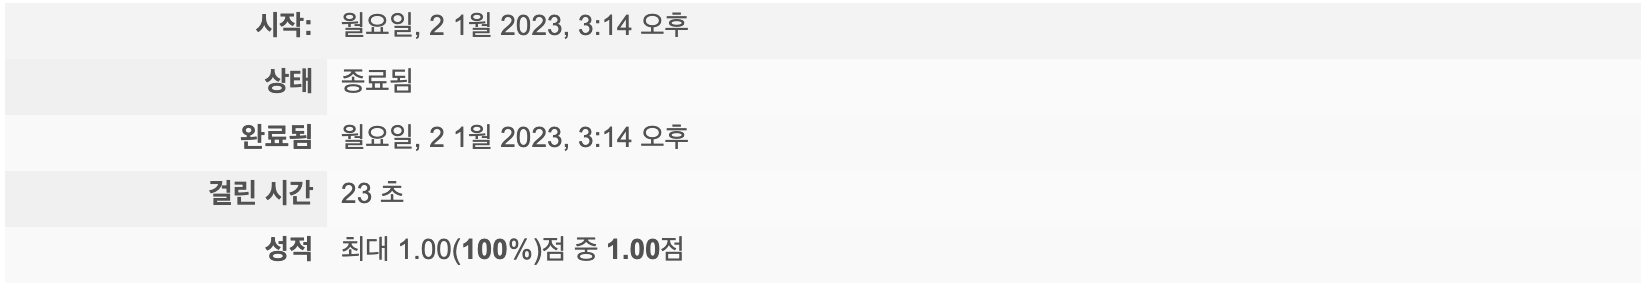 시작: 월요일, 2 1월 2023, 3:14 오후
상태 종료됨
완료됨 월요일, 2 1월 2023, 3:14 오후
걸린 시간 23 초
성적 최대 1.00(100%)점 중 1.00점